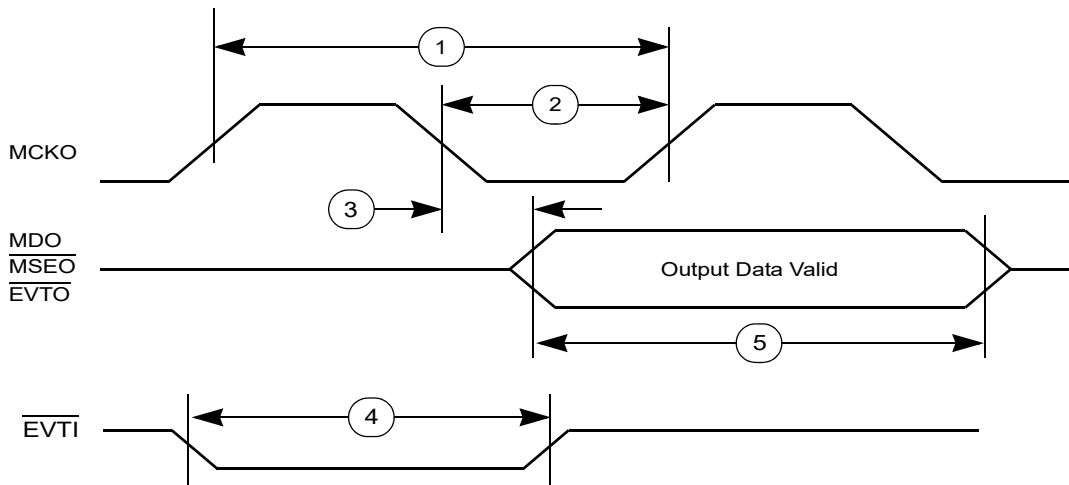 1
2
MCKO
3
MDO
MSEO
EVTO
Output Data Valid
5
4
EVTI